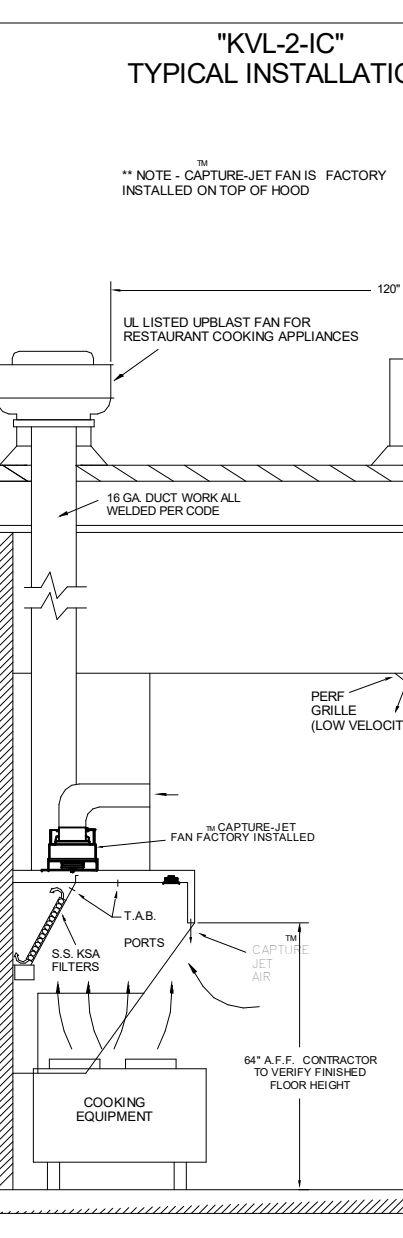 "KVL-2-IC"
TYPICAL INSTALLATIO
TM
** NOTE - CAPTURE-JET FAN IS FACTORY
INSTALLED ON TOP OF HOOD
120"
UL LISTED UPBLAST FAN FOR
RESTAURANT COOKING APPLIANCES
16 GA. DUCT WORK ALL
WELDED PER CODE
PERF
GRILLE
(LOW VELOCIT
TM CAPTURE-JET
FAN FACTORY INSTALLED
T.A.B.
PORTS
S.S. KSA
FILTERS
TM
CAPTURE
JET
AIR
64" A.F.F. CONTRACTOR
TO VERIFY FINISHED
FLOOR HEIGHT
COOKING
EQUIPMENT